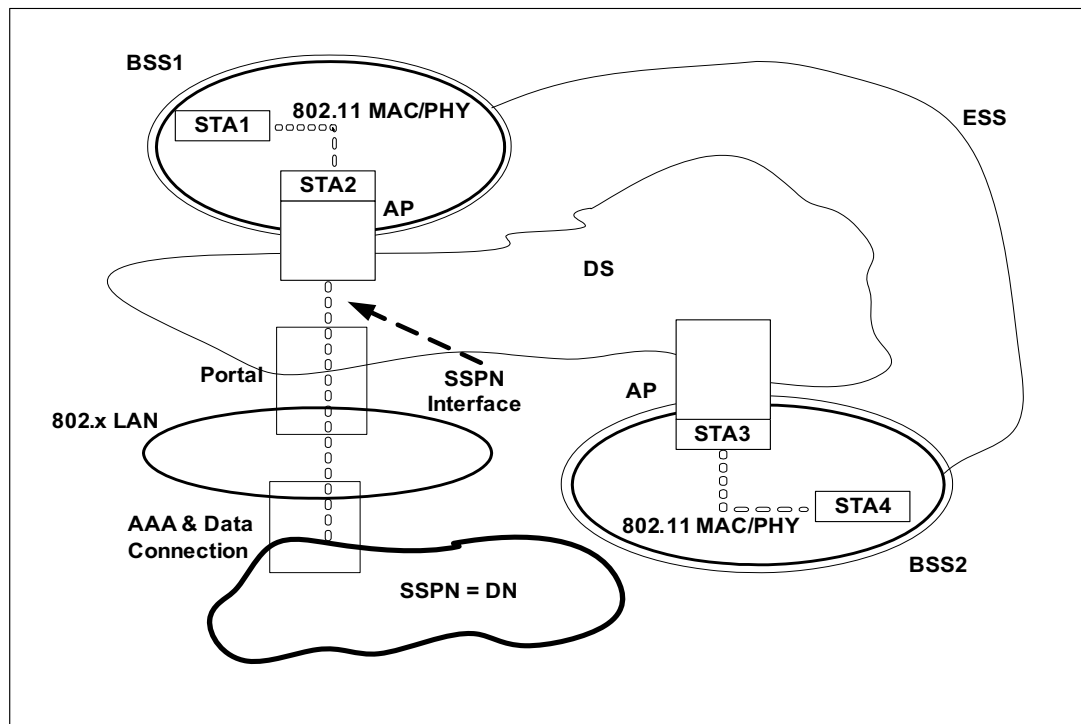 BSS1
802.11 MAC/PHY
STA1
ESS
STA2
AP
DS
Portal
SSPN
Interface
AP
802.x LAN
STA3
STA4
AAA & Data
Connection
802.11 MAC/PHY
BSS2
SSPN = DN